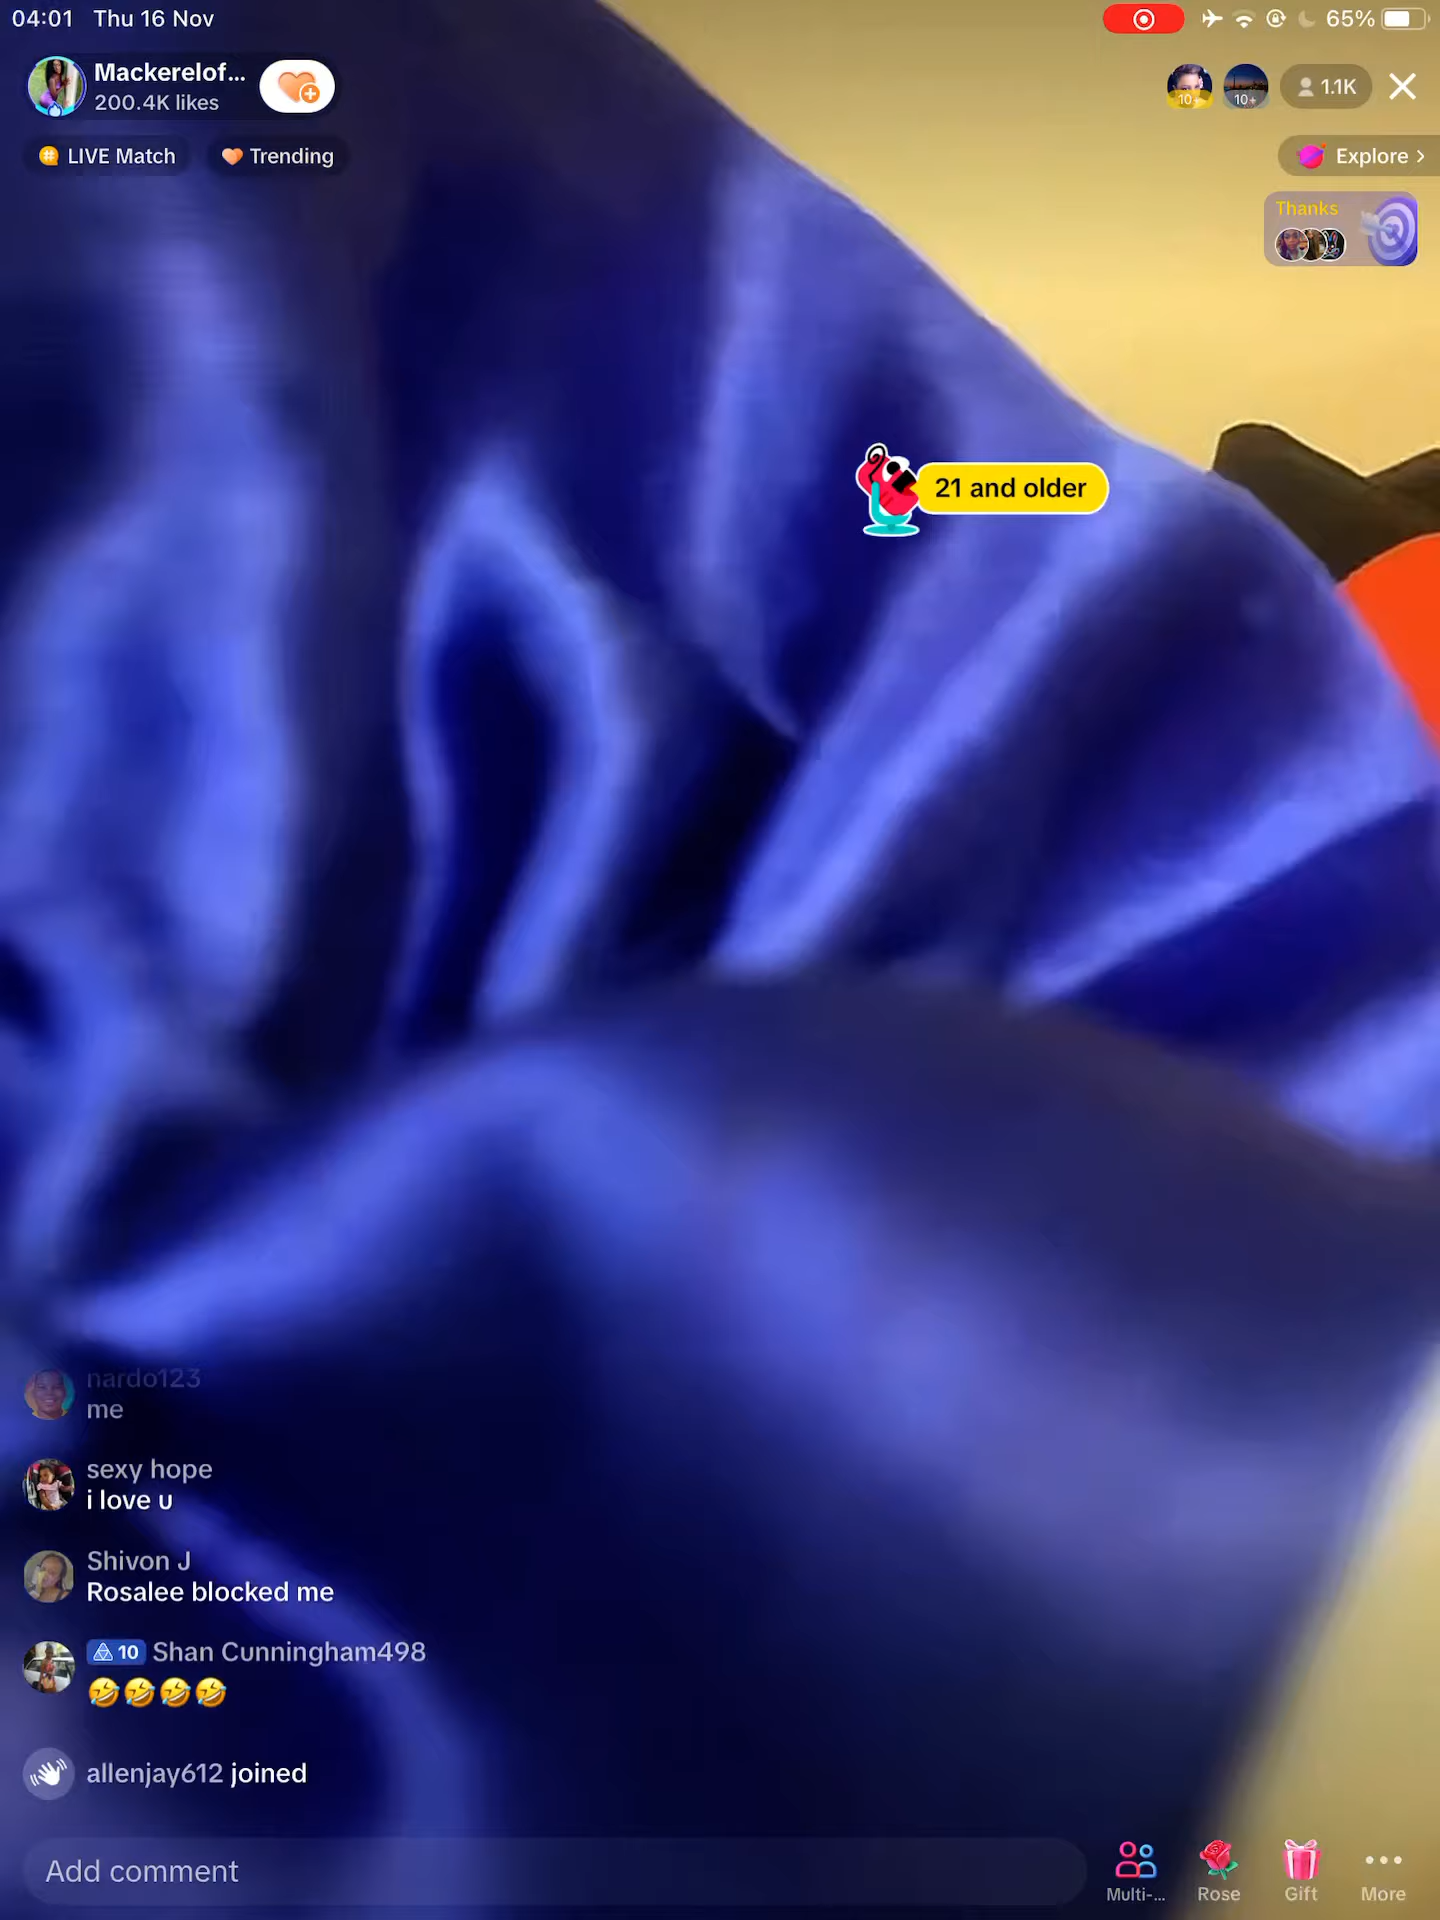 04:01 Thu 16 Nov
65%
Mackerelof...
200.4K likes
10+
10+
1.1K
LIVE Match
Trending
Explore >
Thanks
21 and older
nardo123
me
sexy hope
i love u
Shivon J
Rosalee blocked me
10 Shan Cunningham498
🤣🤣🤣🤣
allenjay612 joined
Add comment
Multi-...
Rose
Gift
More